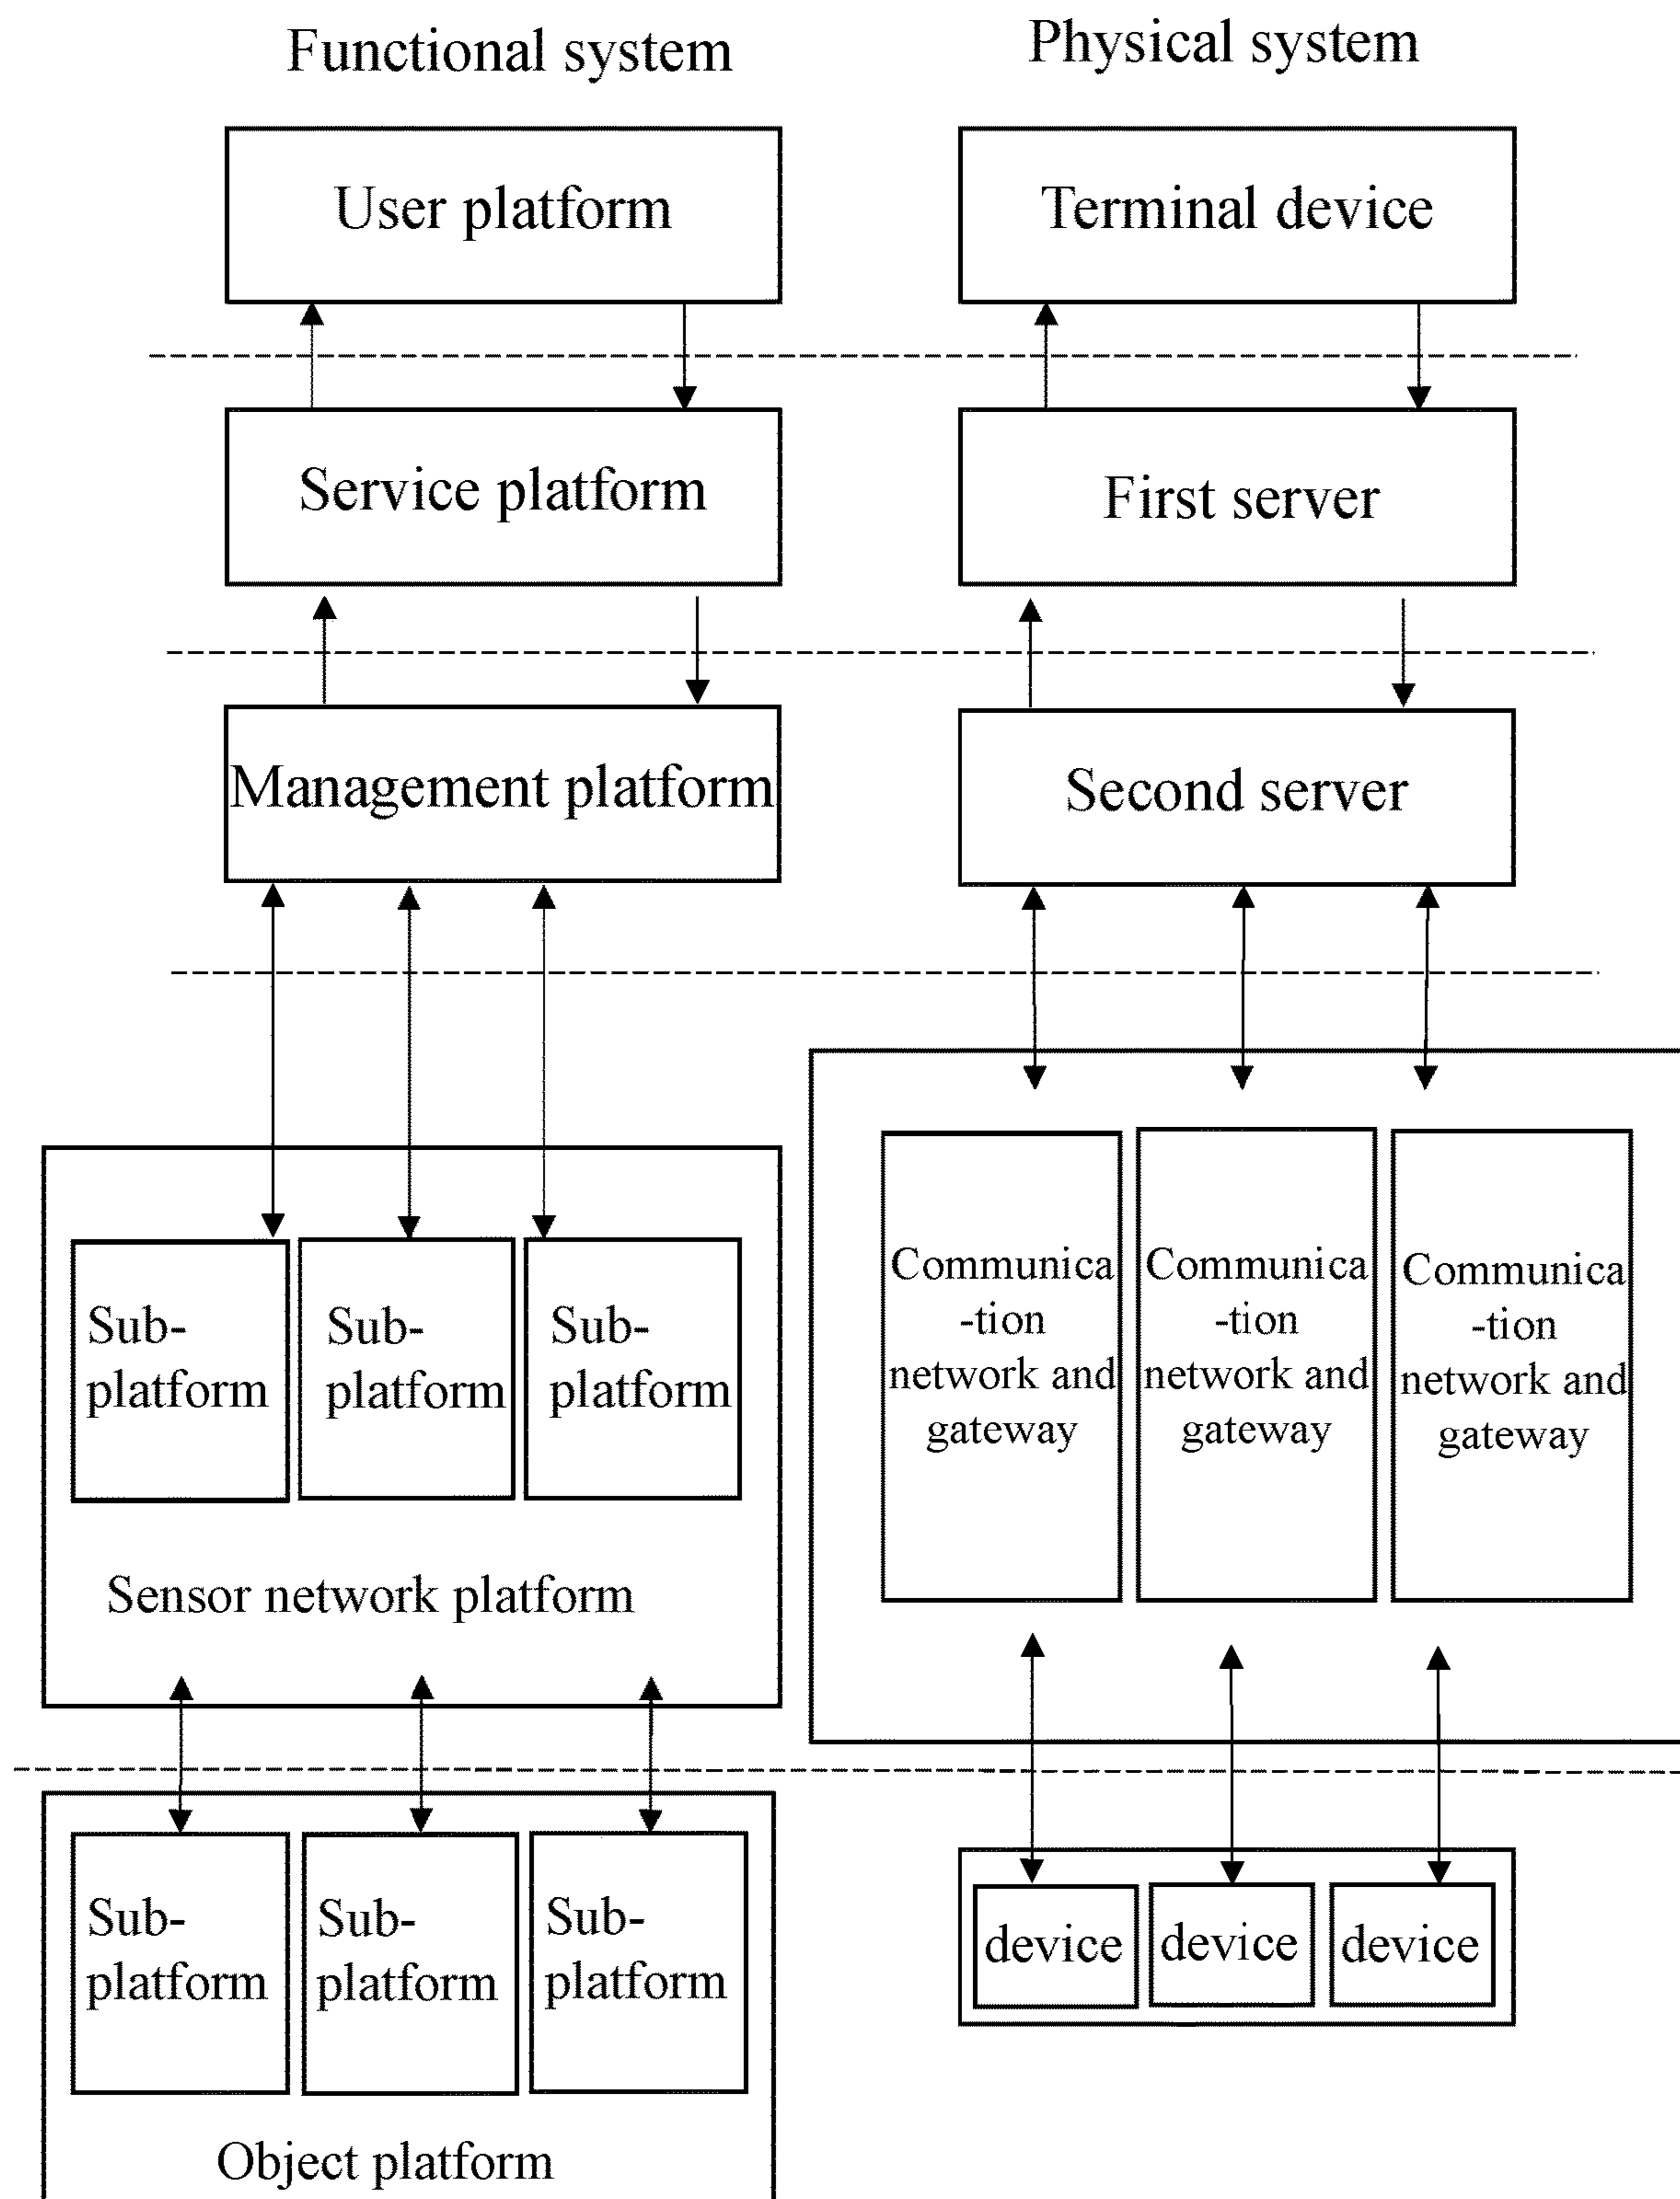 Functional system
Physical system
User platform
Terminal device
Service platform
First server
Management platform
Second server
Sub-
platform
Sub-
platform
Sub-
platform
Sensor network platform
Communica
-tion
network and
gateway
Communica
-tion
network and
gateway
Communica
-tion
network and
gateway
Sub-
platform
Sub-
platform
Sub-
platform
Object platform
device
device
device